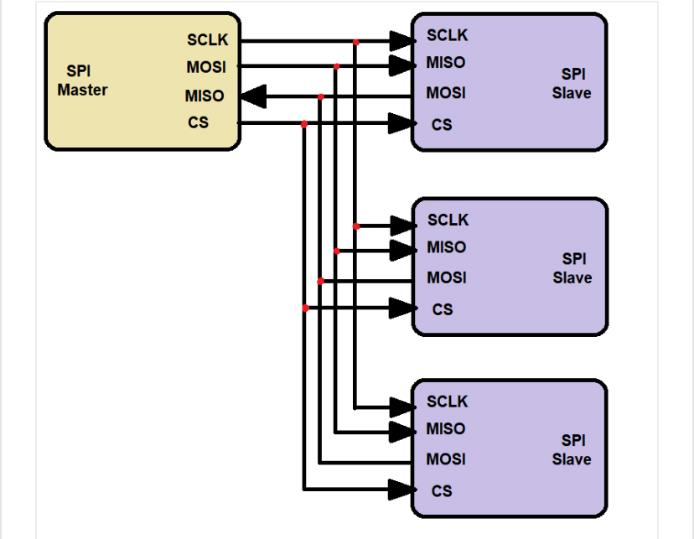 SPI
Master
SCLK
MOSI
MISO
CS
SCLK
MISO
MOSI
CS
SPI
Slave
SCLK
MISO
MOSI
CS
SPI
Slave
SCLK
MISO
MOSI
CS
SPI
Slave